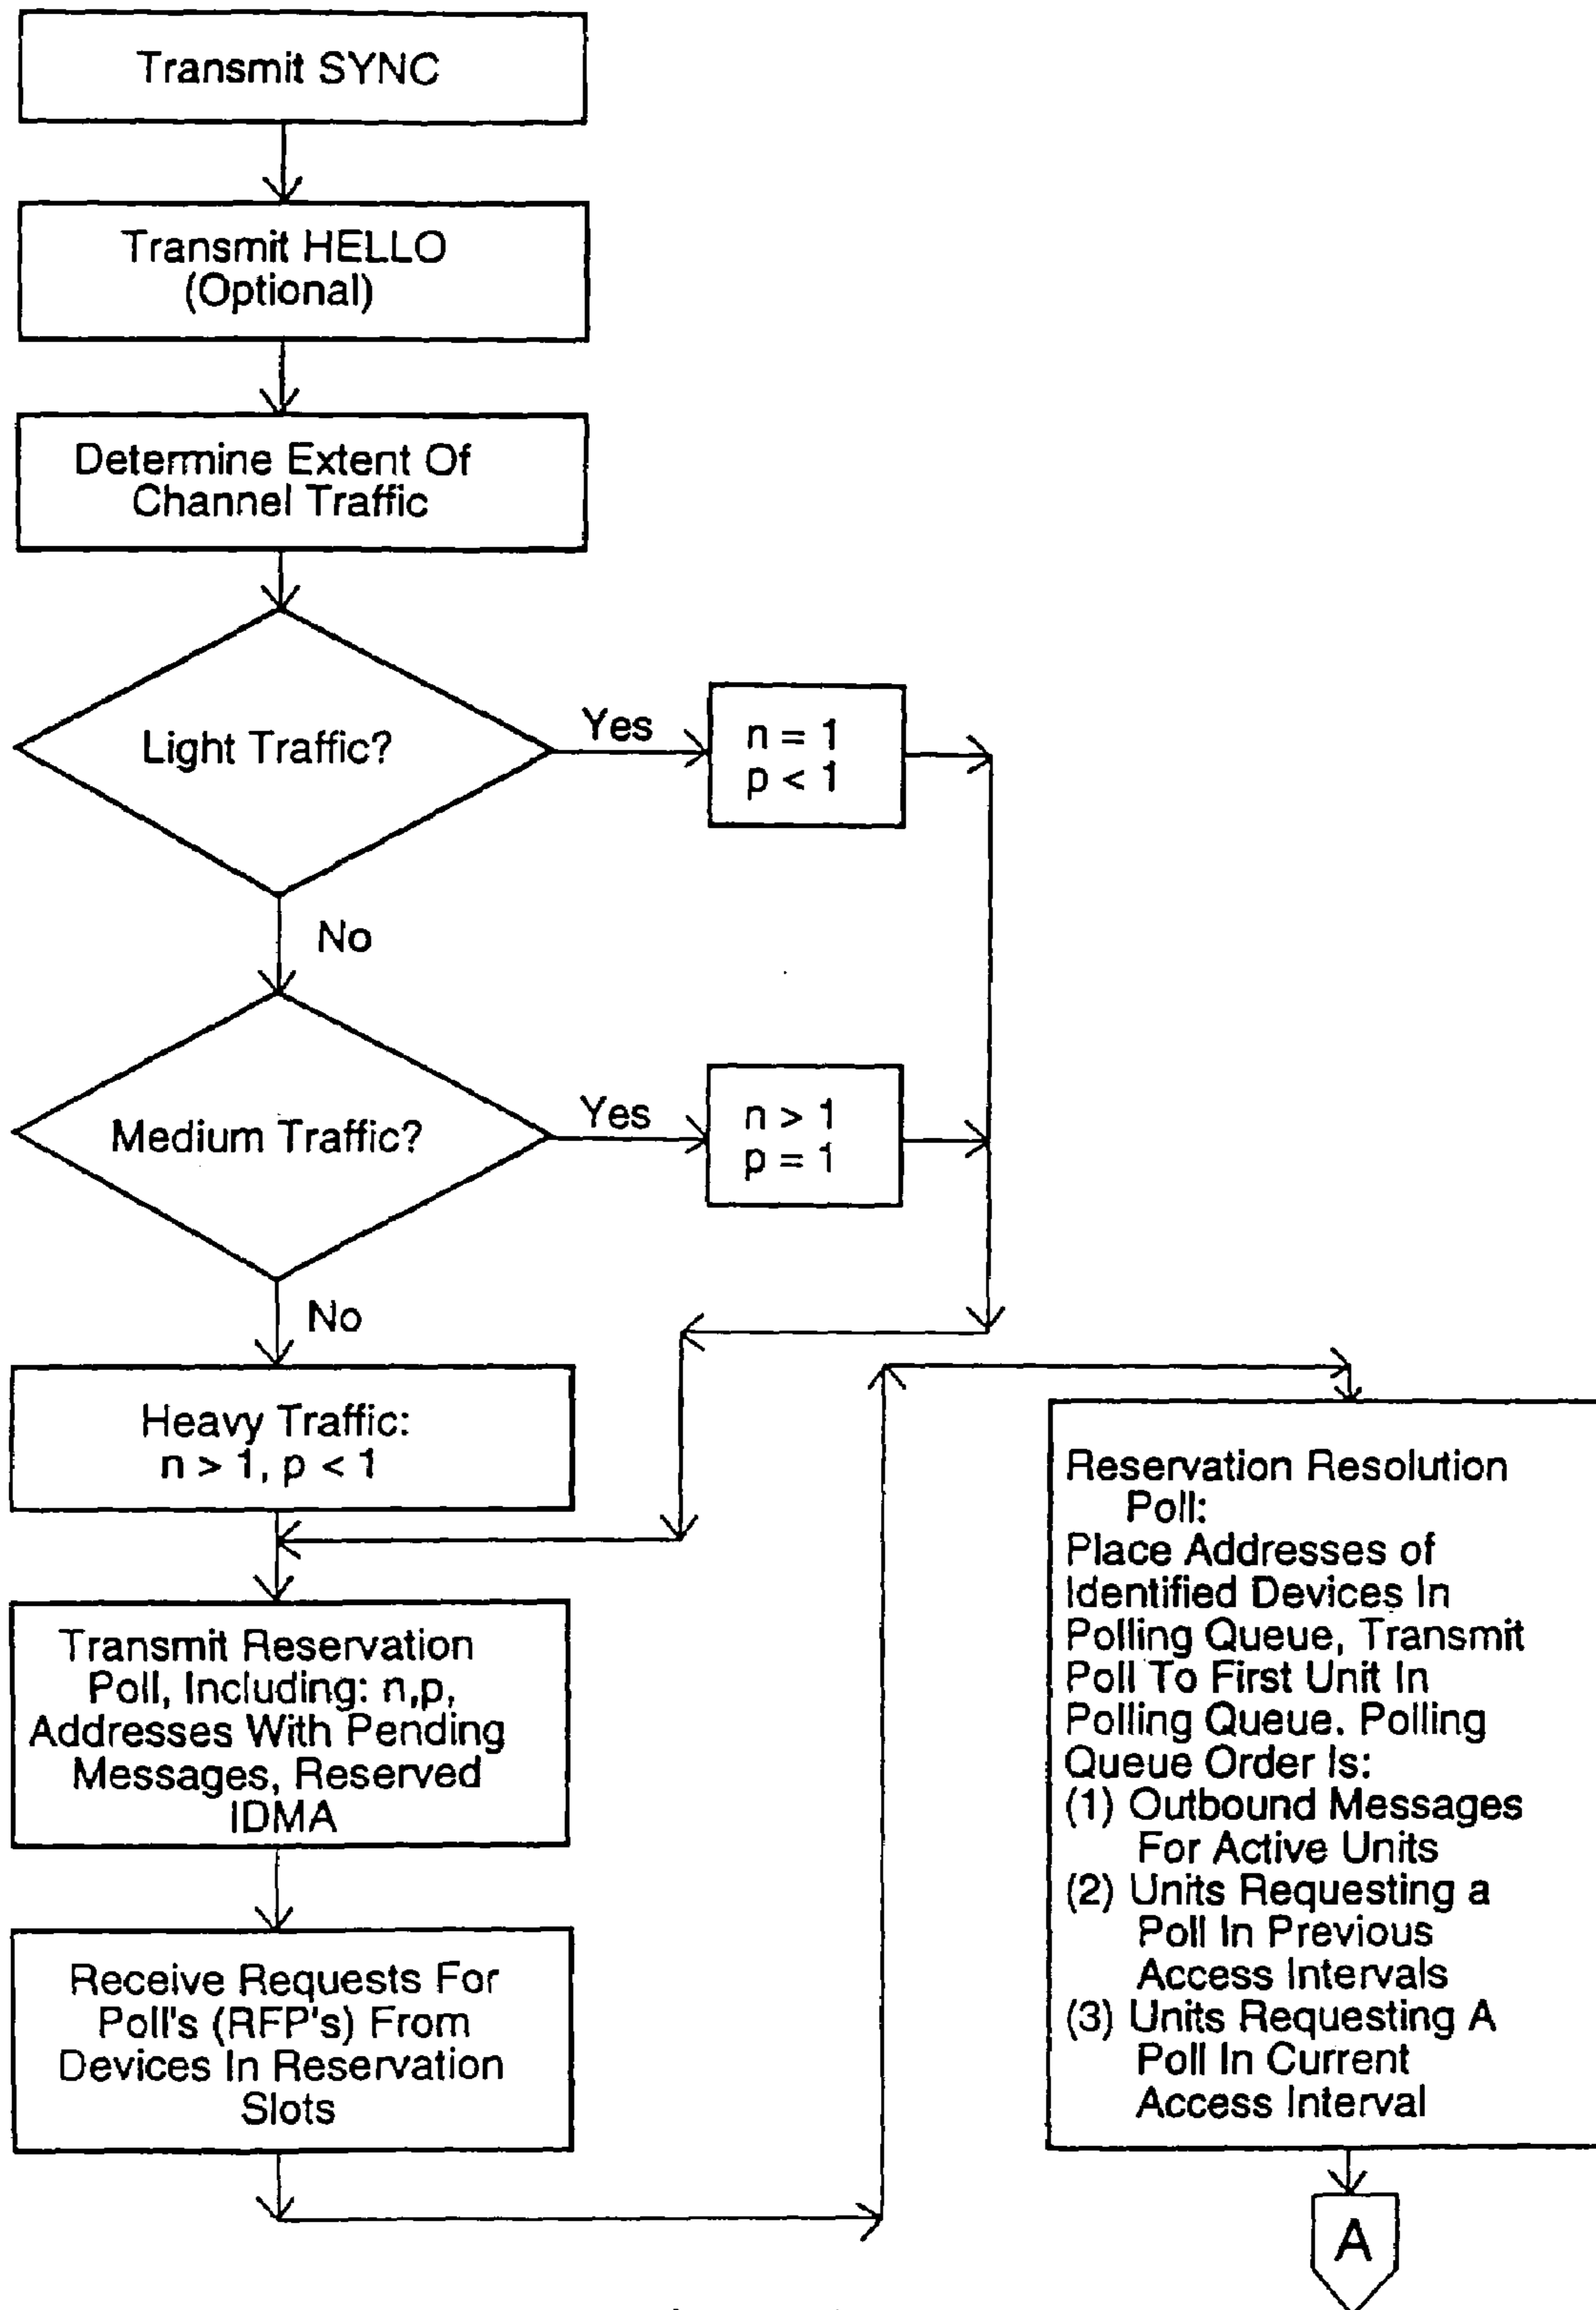 Transmit SYNC
Transmit HELLO
(Optional)
Determine Extent Of
Channel Traffic
Light Traffic?
Yes
n = 1
p < 1
No
Medium Traffic?
Yes
n > 1
p = 1
No
Heavy Traffic:
n > 1, p < 1
Transmit Reservation
Poll, Including: n,p,
Addresses With Pending
Messages, Reserved
IDMA
Receive Requests For
Poll's (RFP's) From
Devices In Reservation
Slots
Reservation Resolution
Poll:
Place Addresses of
Identified Devices In
Polling Queue, Transmit
Poll To First Unit In
Polling Queue. Polling
Queue Order Is:
(1) Outbound Messages
For Active Units
(2) Units Requesting a
Poll In Previous
Access Intervals
(3) Units Requesting A
Poll In Current
Access Interval
A